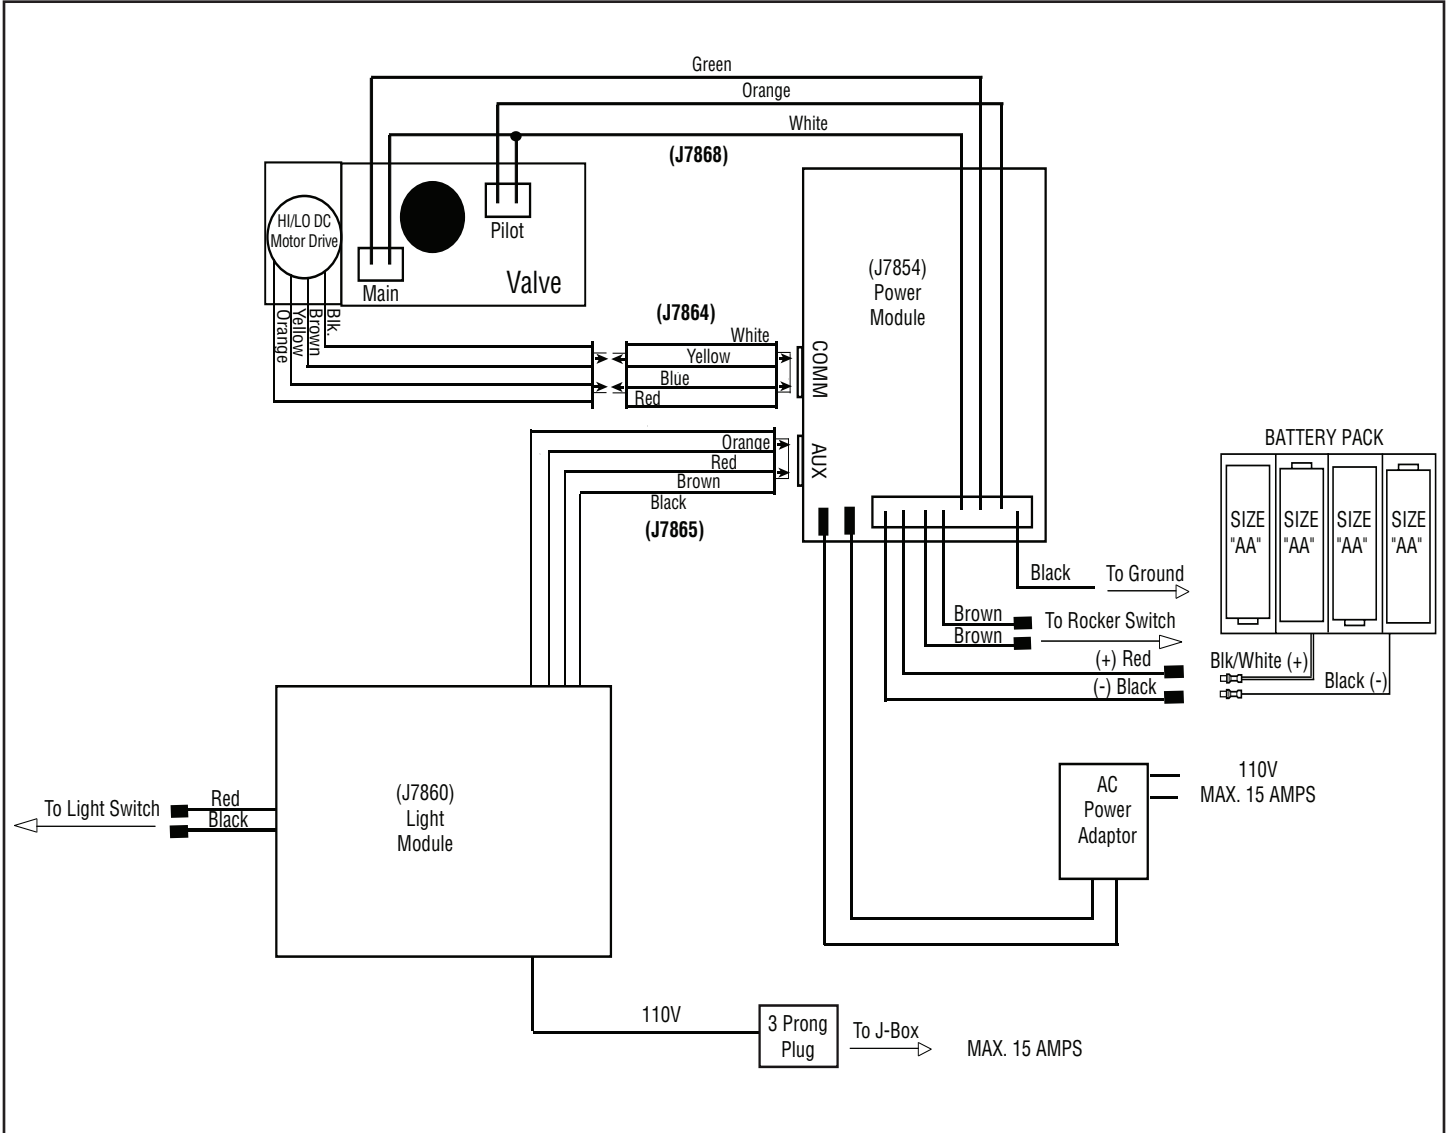 Green
Orange
White
(J7868)
HI/LO DC
Motor Drive
Pilot
Main
Valve
(J7854)
Power
Module
Orange
Yellow
Brown
Blk.
(J7864)
White
Yellow
Blue
Red
COMM
AUX
Orange
Red
Brown
Black
(J7865)
BATTERY PACK
SIZE
"AA"
SIZE
"AA"
SIZE
"AA"
SIZE
"AA"
Black
To Ground
Brown
Brown
To Rocker Switch
(+) Red
(-) Black
Blk/White (+)
Black (-)
(J7860)
Light
Module
To Light Switch
Red
Black
AC
Power
Adaptor
110V
MAX. 15 AMPS
110V
3 Prong
Plug
To J-Box
MAX. 15 AMPS